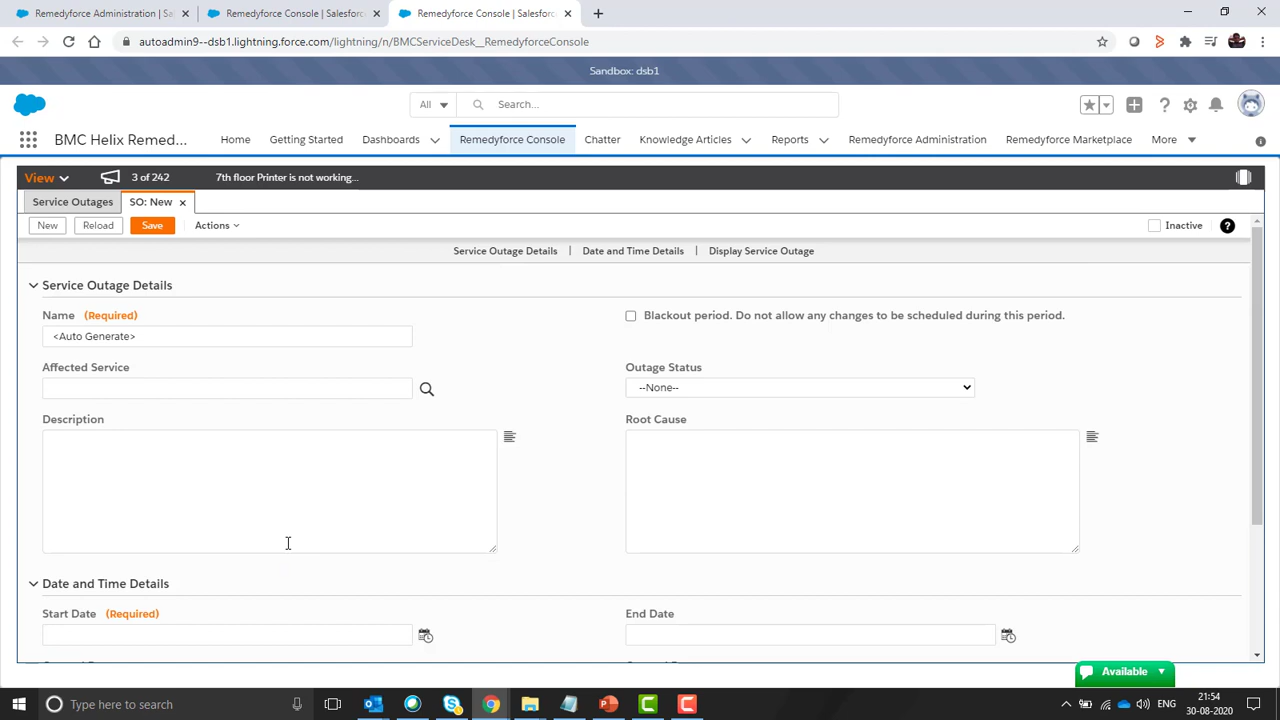 Remedyforce Administration | Sa
Remedyforce Console | Salesforc
Remedyforce Console | Salesforc
autoadmin9--dsb1.lightning.force.com/lightning/n/BMCServiceDesk__RemedyforceConsole
Sandbox: dsb1
All
Search...
BMC Helix Remed...
Home
Getting Started
Dashboards
Remedyforce Console
Chatter
Knowledge Articles
Reports
Remedyforce Administration
Remedyforce Marketplace
More
View
3 of 242
7th floor Printer is not working...
Service Outages
SO: New
New
Reload
Save
Actions
Inactive
Service Outage Details | Date and Time Details | Display Service Outage
Service Outage Details
Name (Required)
<Auto Generate>
Blackout period. Do not allow any changes to be scheduled during this period.
Affected Service
Outage Status
--None--
Description
Root Cause
Date and Time Details
Start Date (Required)
End Date
Available
Type here to search
ENG
21:54
30-08-2020